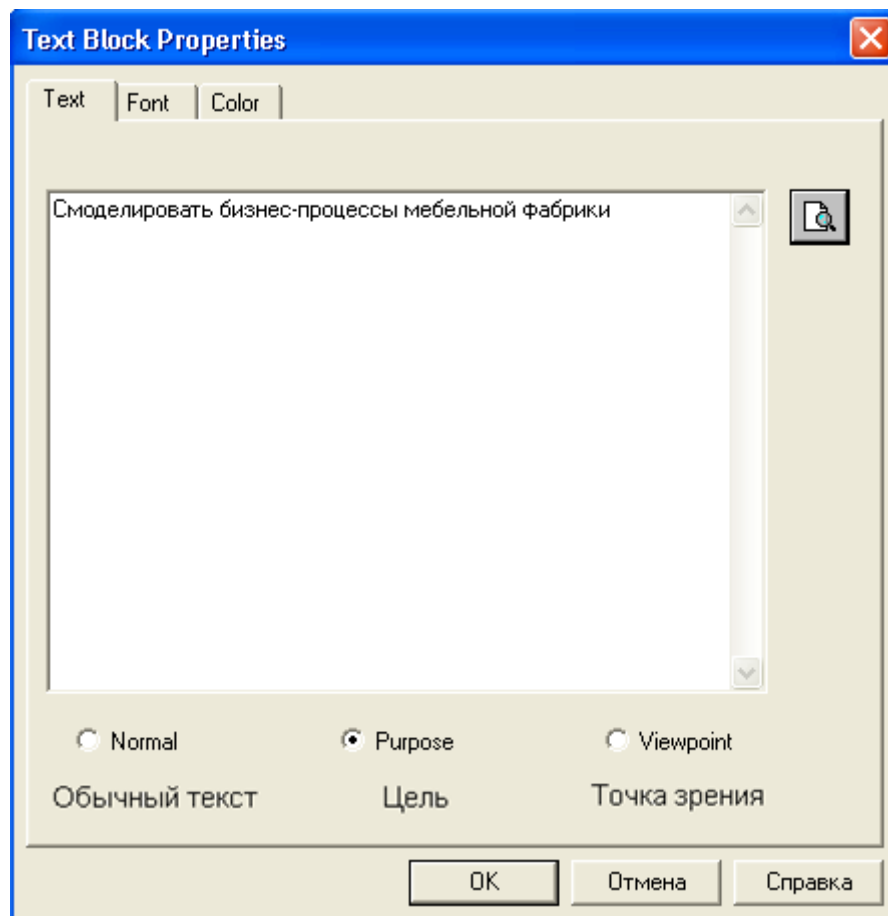 Text Block Properties
Text Font Color
Смоделировать бизнес-процессы мебельной фабрики
Normal Purpose Viewpoint
Обычный текст Цель Точка зрения
OK Отмена Справка